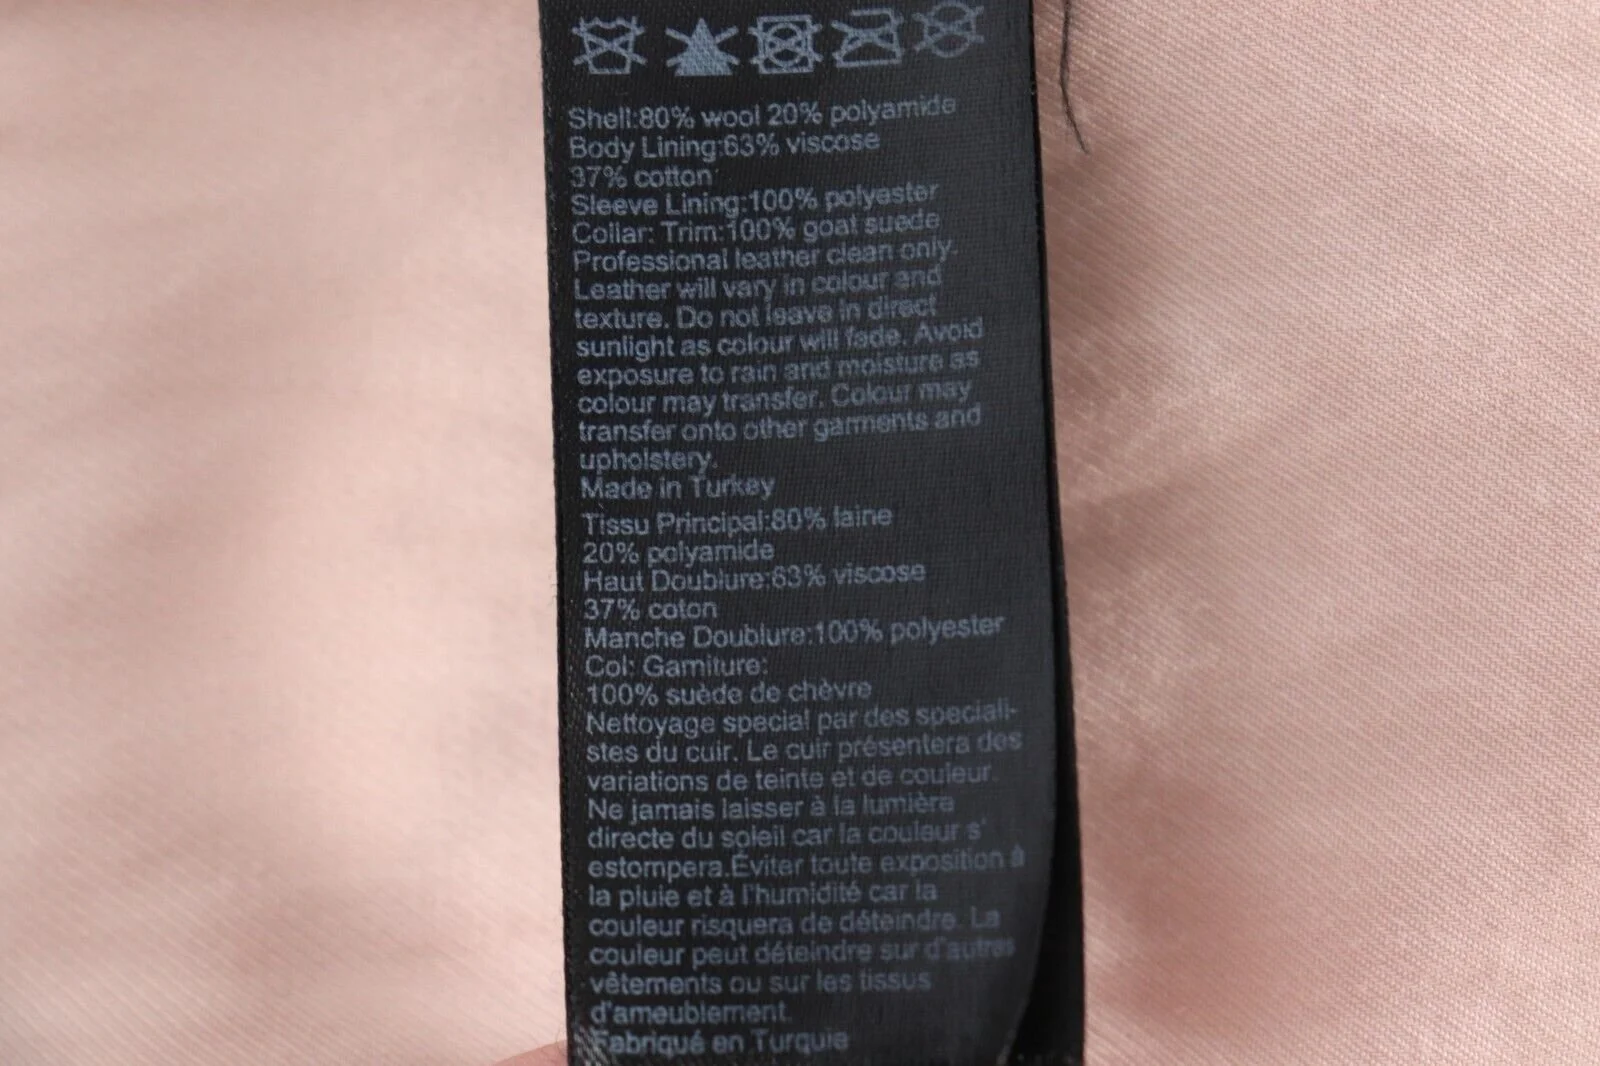 Shell:80% wool 20% polyamide
Body Lining:63% viscose
37% cotton
Sleeve Lining:100% polyester
Collar: Trim:100% goat suede
Professional leather clean only.
Leather will vary in colour and
texture. Do not leave in direct
sunlight as colour will fade. Avoid
exposure to rain and moisture as
colour may transfer. Colour may
transfer onto other garments and
upholstery.
Made in Turkey
Tissu Principal:80% laine
20% polyamide
Haut Doublure:63% viscose
37% coton
Manche Doublure:100% polyester
Col: Garniture:
100% suède de chèvre
Nettoyage special par des speciali-
stes du cuir. Le cuir présentera des
variations de teinte et de couleur.
Ne jamais laisser à la lumière
directe du soleil car la couleur s'
estompera.Éviter toute exposition à
la pluie et à l'humidité car la
couleur risquera de déteindre. La
couleur peut déteindre sur d'autres
vêtements ou sur les tissus
d'ameublement.
Fabriqué en Turquie